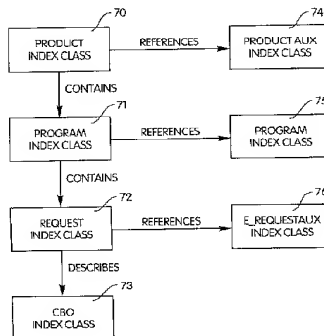 70
PRODUCT
INDEX CLASS
REFERENCES
74
PRODUCT AUX
INDEX CLASS
CONTAINS
71
PROGRAM
INDEX CLASS
REFERENCES
75
PROGRAM
INDEX CLASS
CONTAINS
72
REQUEST
INDEX CLASS
REFERENCES
76
E_REQUESTAUX
INDEX CLASS
DESCRIBES
73
CBO
INDEX CLASS